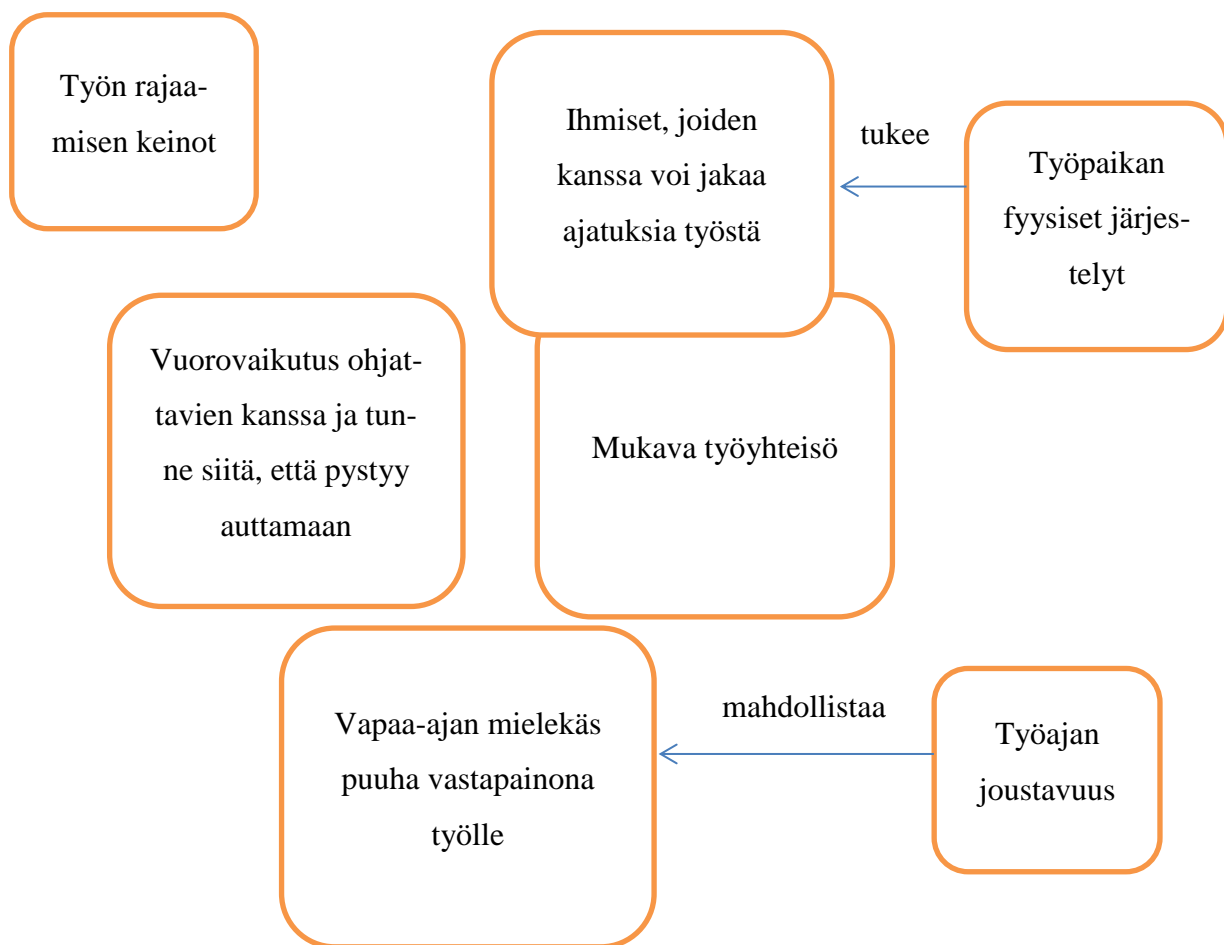 Työn rajaa-
misen keinot
Ihmiset, joiden
kanssa voi jakaa
ajatuksia työstä
tukee
Työpaikan
fyysiset järjes-
telyt
Vuorovaikutus ohjat-
tavien kanssa ja tun-
ne siitä, että pystyy
auttamaan
Mukava työyhteisö
Vapaa-ajan mielekäs
puuha vastapainona
työlle
mahdollistaa
Työajan
joustavuus